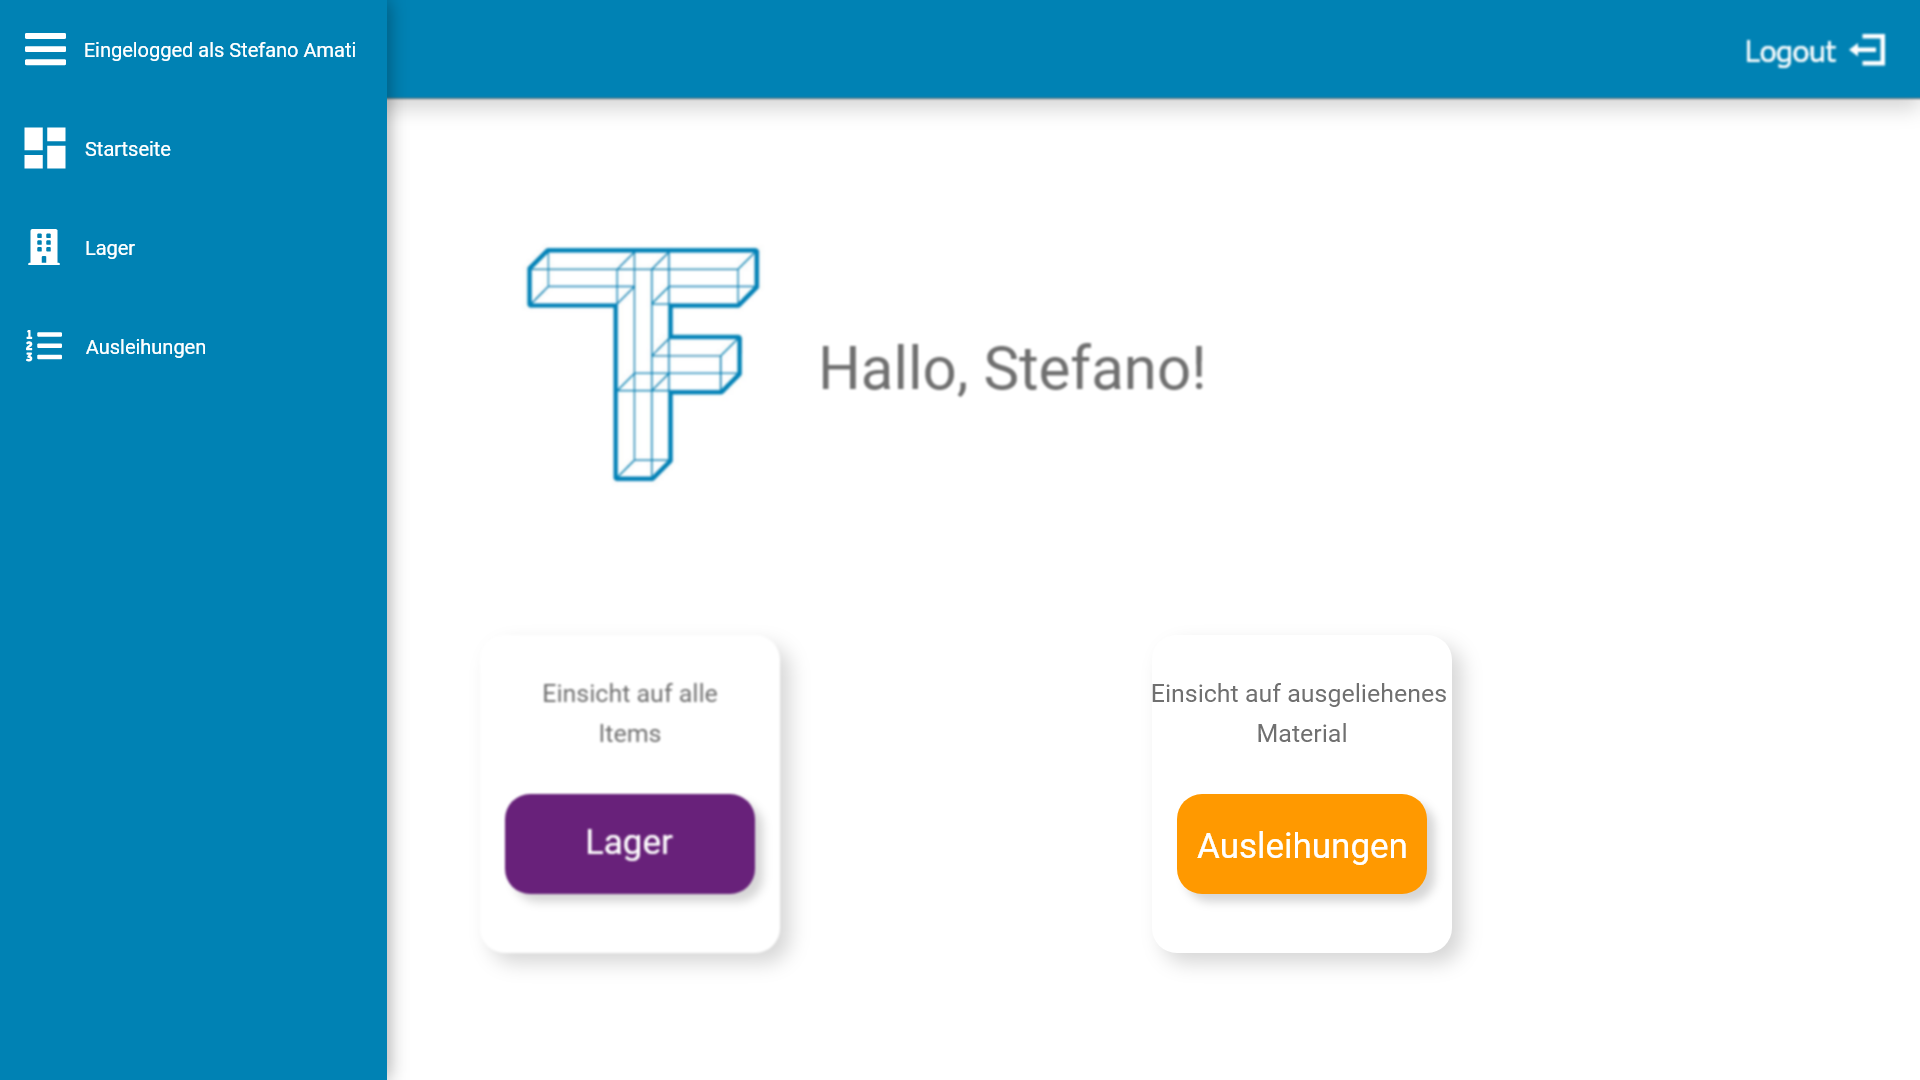 Eingelogged als Stefano Amati
Logout
Startseite
Lager
Ausleihungen
Hallo, Stefano!
Einsicht auf alle
Items
Lager
Einsicht auf ausgeliehenes
Material
Ausleihungen